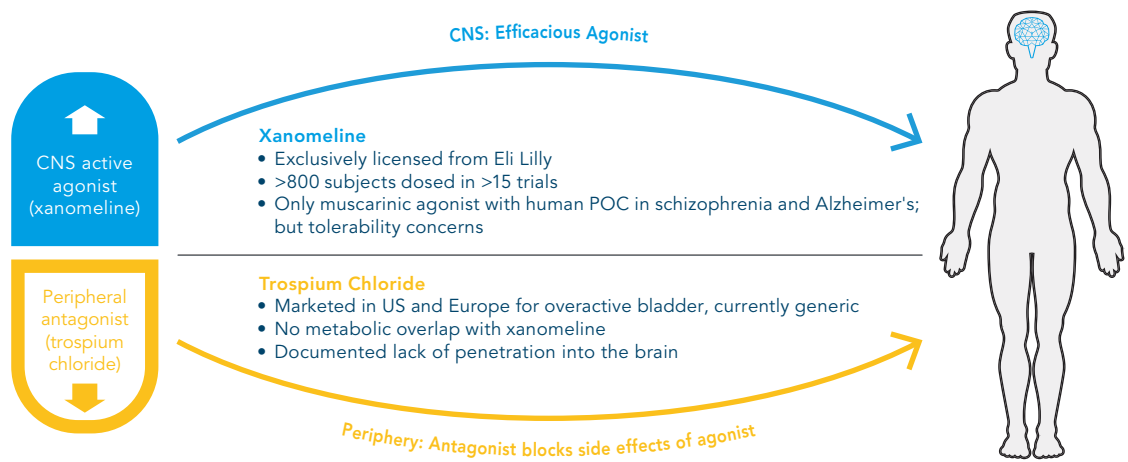 CNS: Efficacious Agonist
CNS active
agonist
(xanomeline)
Xanomeline
• Exclusively licensed from Eli Lilly
• >800 subjects dosed in >15 trials
• Only muscarinic agonist with human POC in schizophrenia and Alzheimer's;
but tolerability concerns
Peripheral
antagonist
(trospium
chloride)
Trospium Chloride
• Marketed in US and Europe for overactive bladder, currently generic
• No metabolic overlap with xanomeline
• Documented lack of penetration into the brain
Periphery: Antagonist blocks side effects of agonist